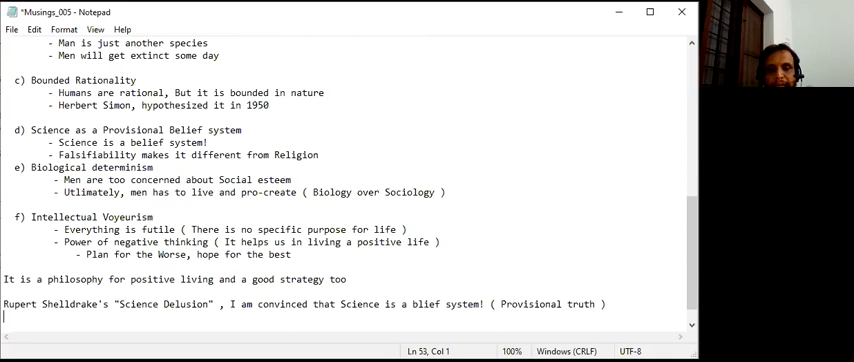 *Musings_005 - Notepad
File Edit Format View Help
- Man is just another species
- Men will get extinct some day
c) Bounded Rationality
- Humans are rational, But it is bounded in nature
- Herbert Simon, hypothesized it in 1950
d) Science as a Provisional Belief system
- Science is a belief system!
- Falsifiability makes it different from Religion
e) Biological determinism
- Men are too concerned about Social esteem
- Utlimately, men has to live and pro-create ( Biology over Sociology )
f) Intellectual Voyeurism
- Everything is futile ( There is no specific purpose for life )
- Power of negative thinking ( It helps us in living a positive life )
- Plan for the Worse, hope for the best
It is a philosophy for positive living and a good strategy too
Rupert Shelldrake's "Science Delusion" , I am convinced that Science is a blief system! ( Provisional truth )
Ln 53, Col 1 100% Windows (CRLF) UTF-8